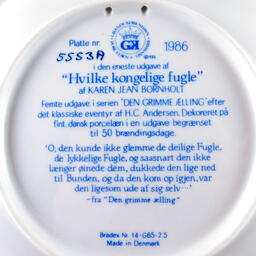 Platte nr.
5553A
1986
i den eneste udgave af
"Hvilke kongelige fugle"
af KAREN JEAN BORNHOLT
Femte udgave i serien "DEN GRIMME ÆLLING" efter
det klassiske eventyr af H.C. Andersen. Dekoreret på
fint, dansk porcelæn i en udgave begrænset
til 50 brændingsdage.
'O, den kunde ikke glemme de deilige Fugle,
de lykkelige Fugle, og saasnart den ikke
længer øinede dem, dukkede den lige ned
til Bunden, og da den kom op igjen, var
den ligesom ude af sig selv...'
-fra "Den grimme ælling"
Bradex Nr. 14-G65-2.5
Made in Denmark